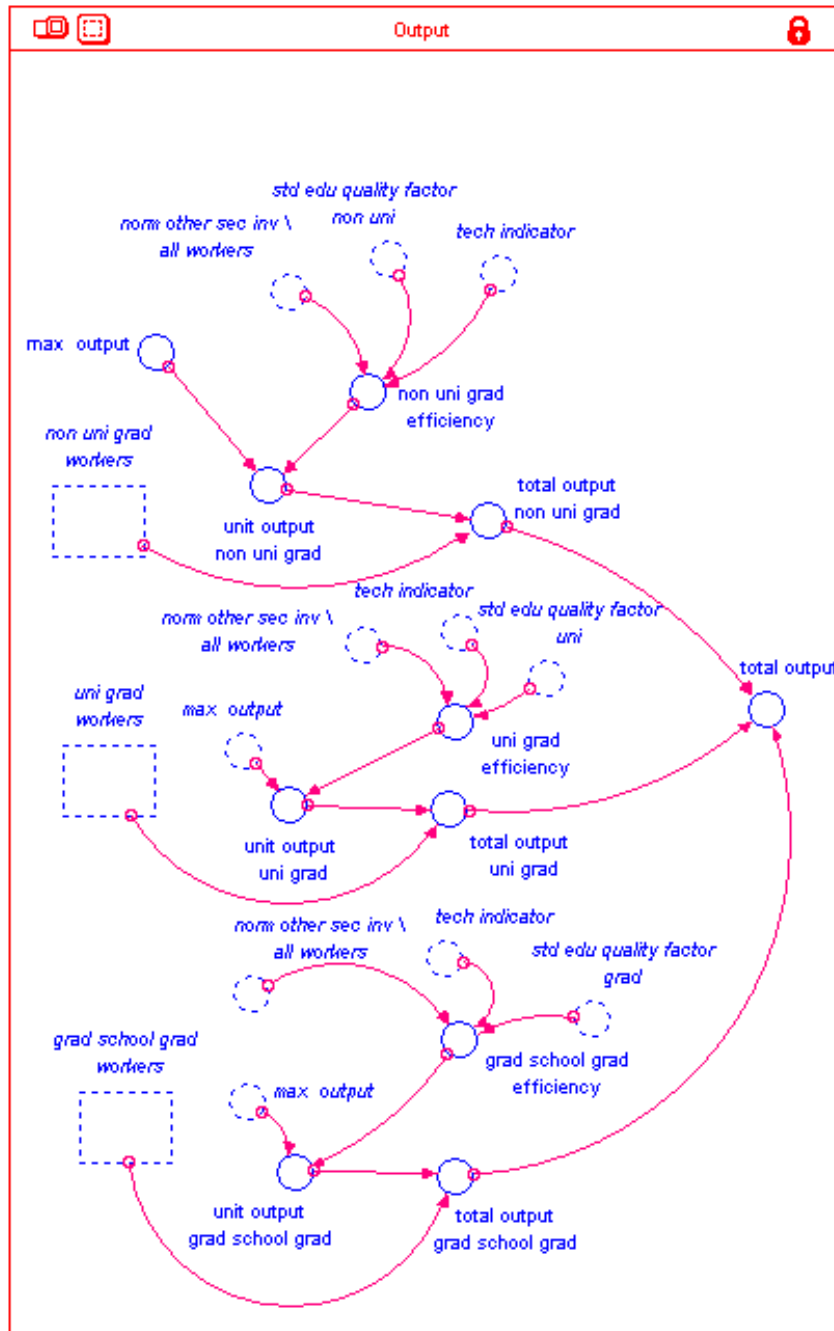 Output
std edu quality factor
non uni
norm other sec inv \
all workers
tech indicator
max output
non uni grad
efficiency
non uni grad
workers
total output
non uni grad
unit output
non uni grad
tech indicator
norm other sec inv \
all workers
std edu quality factor
uni
total output
uni grad
workers
max output
uni grad
efficiency
unit output
uni grad
total output
uni grad
norm other sec inv \
all workers
tech indicator
std edu quality factor
grad
grad school grad
workers
grad school grad
efficiency
max output
unit output
grad school grad
total output
grad school grad